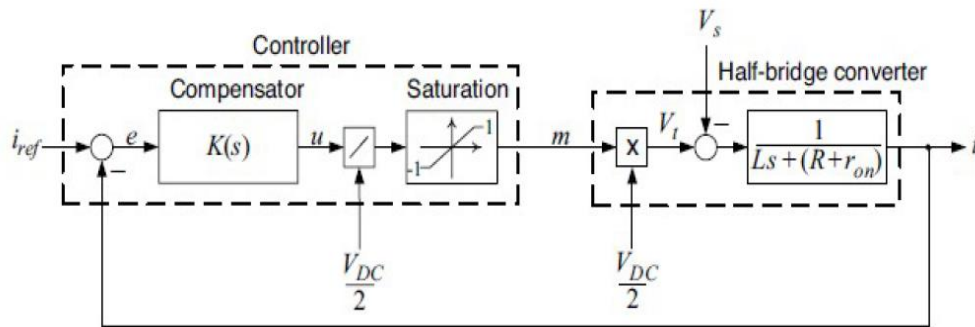 V_s
Controller
Half-bridge converter
Compensator
Saturation
i_ref
e
K(s)
u
/
1
-1
m
x
V_t
1
Ls + (R+r_on)
V_DC
2
V_DC
2